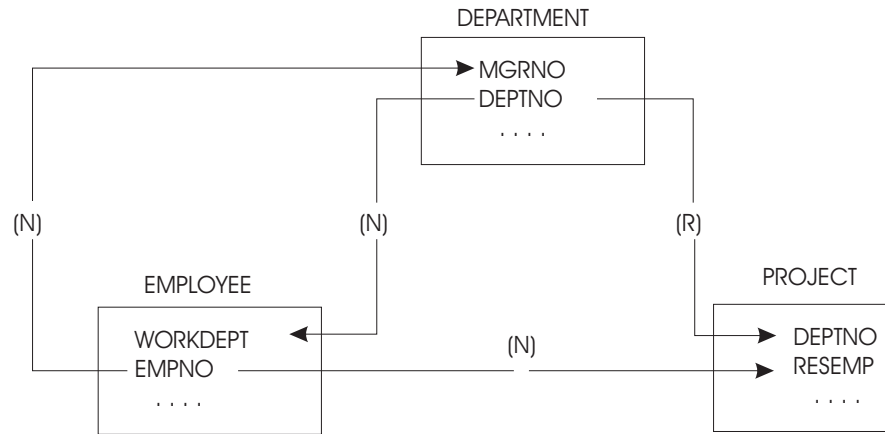 DEPARTMENT
MGRNO
DEPTNO
. . . .
(N)
(N)
(R)
EMPLOYEE
WORKDEPT
EMPNO
. . . .
(N)
PROJECT
DEPTNO
RESEMP
. . . .